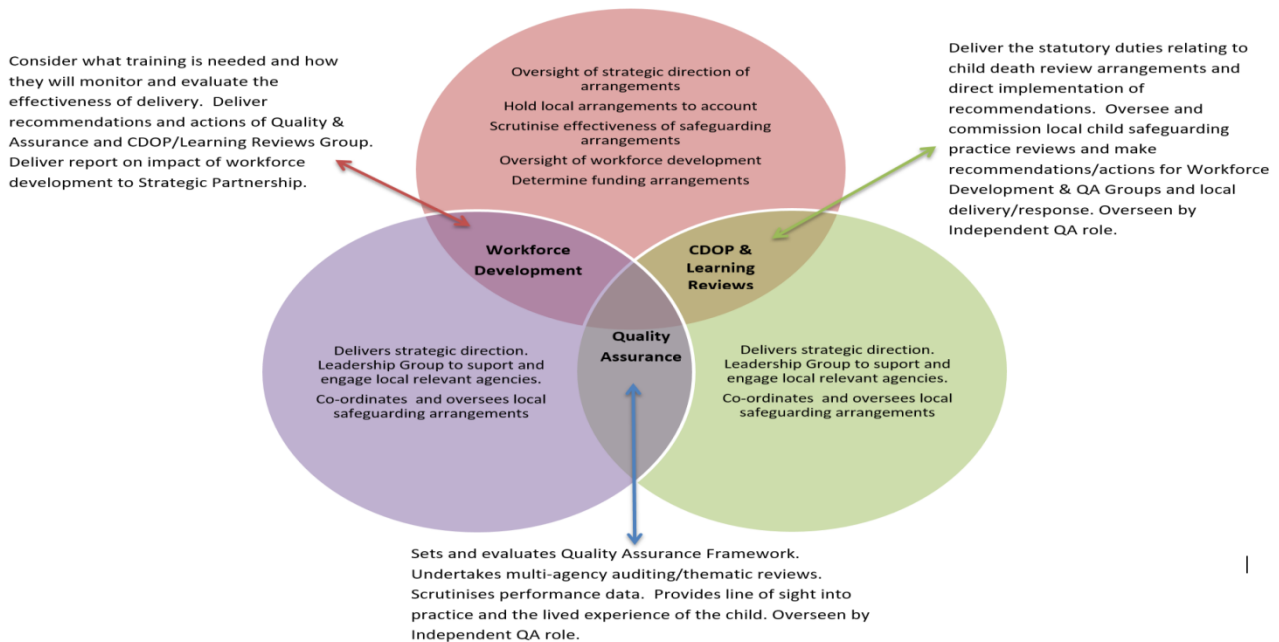 Consider what training is needed and how
they will monitor and evaluate the
effectiveness of delivery.  Deliver
recommendations and actions of Quality &
Assurance and CDOP/Learning Reviews Group.
Deliver report on impact of workforce
development to Strategic Partnership.
Oversight of strategic direction of
arrangements
Hold local arrangements to account
Scrutinise effectiveness of safeguarding
arrangements
Oversight of workforce development
Determine funding arrangements
Deliver the statutory duties relating to
child death review arrangements and
direct implementation of
recommendations.  Oversee and
commission local child safeguarding
practice reviews and make
recommendations/actions for Workforce
Development & QA Groups and local
delivery/response. Overseen by
Independent QA role.
Workforce
Development
CDOP &
Learning
Reviews
Quality
Assurance
Delivers strategic direction.
Leadership Group to suport and
engage local relevant agencies.
Co-ordinates  and oversees local
safeguarding arrangements
Delivers strategic direction.
Leadership Group to suport and
engage local relevant agencies.
Co-ordinates  and oversees local
safeguarding arrangements
Sets and evaluates Quality Assurance Framework.
Undertakes multi-agency auditing/thematic reviews.
Scrutinises performance data.  Provides line of sight into
practice and the lived experience of the child. Overseen by
Independent QA role.